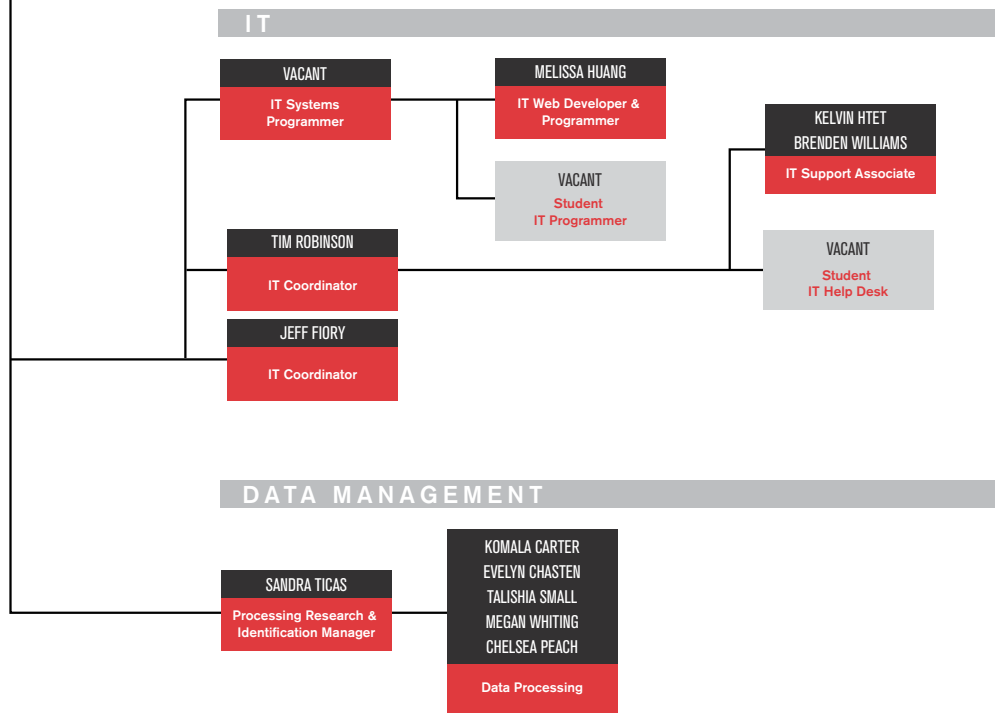 IT
VACANT
IT Systems
Programmer
MELISSA HUANG
IT Web Developer &
Programmer
VACANT
Student
IT Programmer
KELVIN HTET
BRENDEN WILLIAMS
IT Support Associate
TIM ROBINSON
IT Coordinator
VACANT
Student
IT Help Desk
JEFF FIORY
IT Coordinator
DATA MANAGEMENT
SANDRA TICAS
Processing Research &
Identification Manager
KOMALA CARTER
EVELYN CHASTEN
TALISHIA SMALL
MEGAN WHITING
CHELSEA PEACH
Data Processing